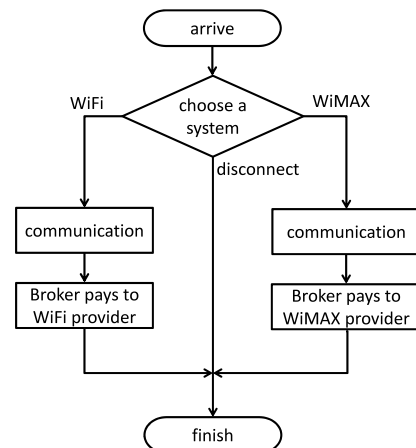 arrive
WiFi
choose a
system
WiMAX
disconnect
communication
communication
Broker pays to
WiFi provider
Broker pays to
WiMAX provider
finish